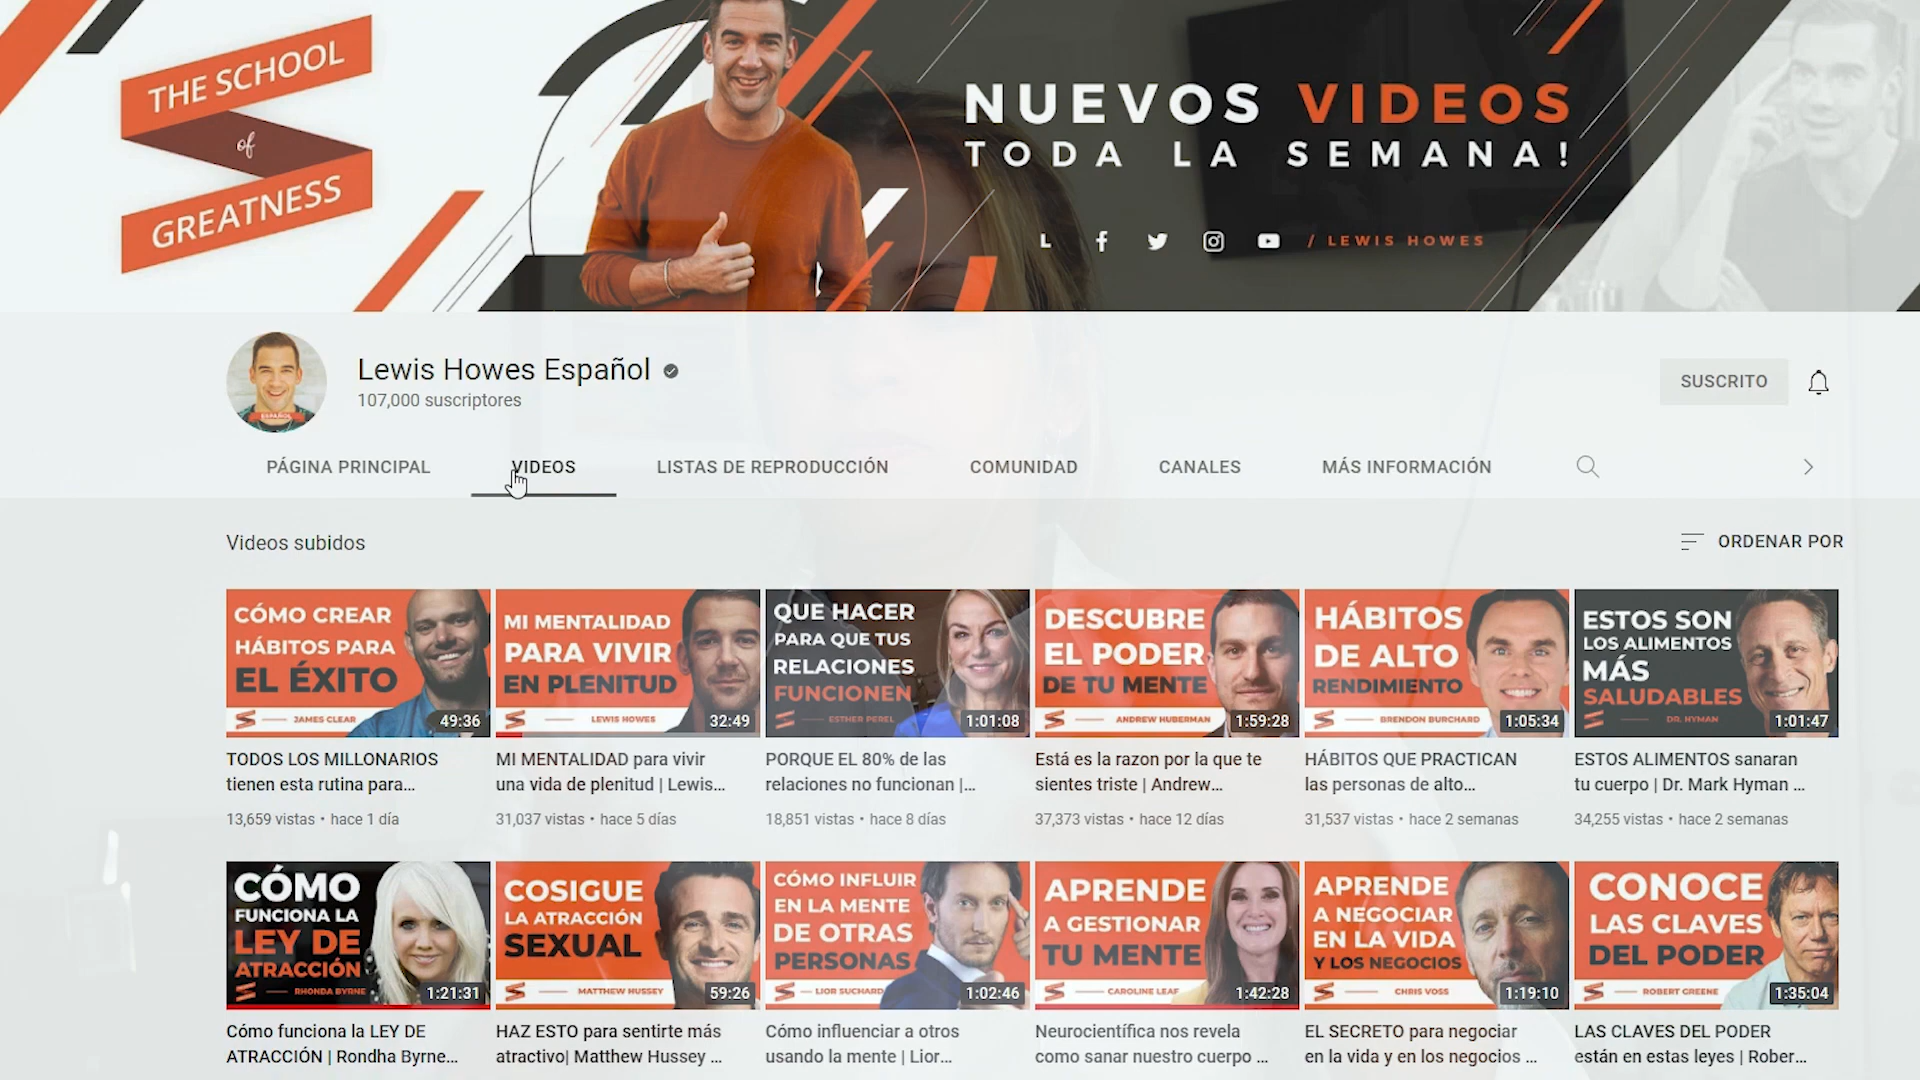 THE SCHOOL
of
GREATNESS
NUEVOS VIDEOS
TODA LA SEMANA!
L
/ LEWIS HOWES
Lewis Howes Español
107,000 suscriptores
SUSCRITO
PÁGINA PRINCIPAL
VIDEOS
LISTAS DE REPRODUCCIÓN
COMUNIDAD
CANALES
MÁS INFORMACIÓN
Videos subidos
ORDENAR POR
CÓMO CREAR
HÁBITOS PARA
EL ÉXITO
JAMES CLEAR
49:36
TODOS LOS MILLONARIOS
tienen esta rutina para...
13,659 vistas • hace 1 día
MI MENTALIDAD
PARA VIVIR
EN PLENITUD
LEWIS HOWES
32:49
MI MENTALIDAD para vivir
una vida de plenitud | Lewis...
31,037 vistas • hace 5 días
QUE HACER
PARA QUE TUS
RELACIONES
FUNCIONEN
ESTHER PEREL
1:01:08
PORQUE EL 80% de las
relaciones no funcionan |...
18,851 vistas • hace 8 días
DESCUBRE
EL PODER
DE TU MENTE
ANDREW HUBERMAN
1:59:28
Está es la razon por la que te
sientes triste | Andrew...
37,373 vistas • hace 12 días
HÁBITOS
DE ALTO
RENDIMIENTO
BRENDON BURCHARD
1:05:34
HÁBITOS QUE PRACTICAN
las personas de alto...
31,537 vistas • hace 2 semanas
ESTOS SON
LOS ALIMENTOS
MÁS
SALUDABLES
DR. HYMAN
1:01:47
ESTOS ALIMENTOS sanaran
tu cuerpo | Dr. Mark Hyman ...
34,255 vistas • hace 2 semanas
CÓMO
FUNCIONA LA
LEY DE
ATRACCIÓN
RHONDA BYRNE
1:21:31
Cómo funciona la LEY DE
ATRACCIÓN | Rondha Byrne...
COSIGUE
LA ATRACCIÓN
SEXUAL
MATTHEW HUSSEY
59:26
HAZ ESTO para sentirte más
atractivo| Matthew Hussey ...
CÓMO INFLUIR
EN LA MENTE
DE OTRAS
PERSONAS
LIOR SUCHARD
1:02:46
Cómo influenciar a otros
usando la mente | Lior...
APRENDE
A GESTIONAR
TU MENTE
CAROLINE LEAF
1:42:28
Neurocientífica nos revela
como sanar nuestro cuerpo ...
APRENDE
A NEGOCIAR
EN LA VIDA
Y LOS NEGOCIOS
CHRIS VOSS
1:19:10
EL SECRETO para negociar
en la vida y en los negocios ...
CONOCE
LAS CLAVES
DEL PODER
ROBERT GREENE
1:35:04
LAS CLAVES DEL PODER
están en estas leyes | Rober...